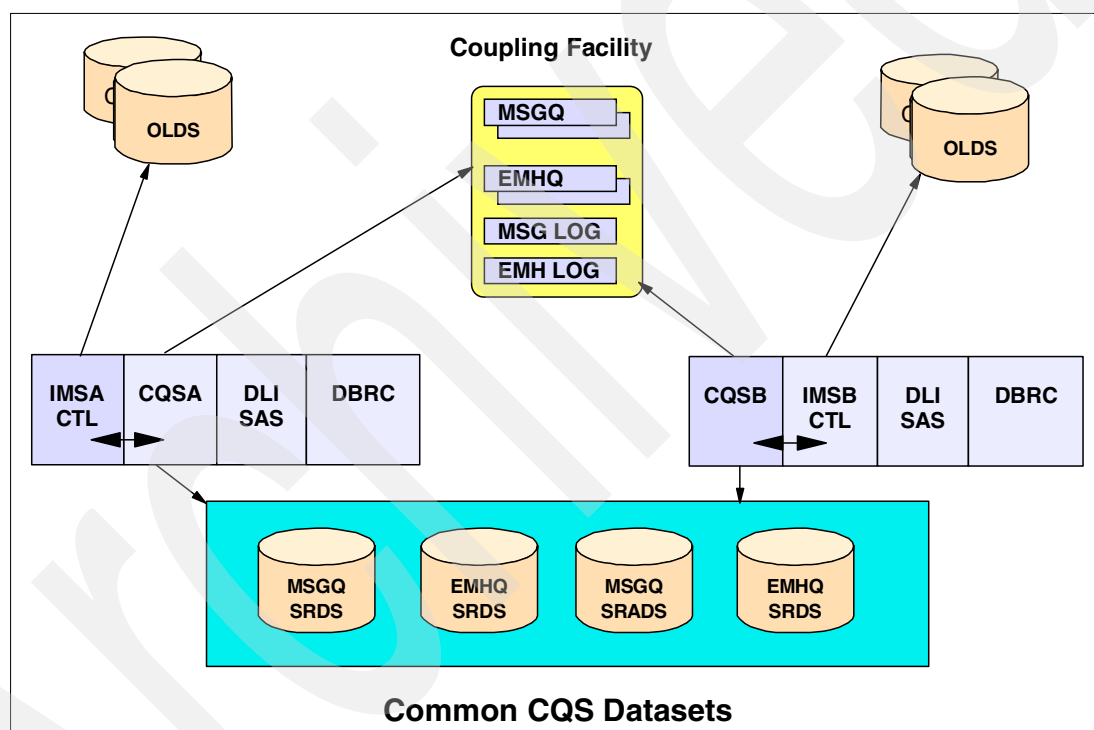 Coupling Facility
OLDS
OLDS
MSGQ
EMHQ
MSG LOG
EMH LOG
IMSA
CTL
CQSA
DLI
SAS
DBRC
CQSB
IMSB
CTL
DLI
SAS
DBRC
MSGQ
SRDS
EMHQ
SRDS
MSGQ
SRADS
EMHQ
SRDS
Common CQS Datasets